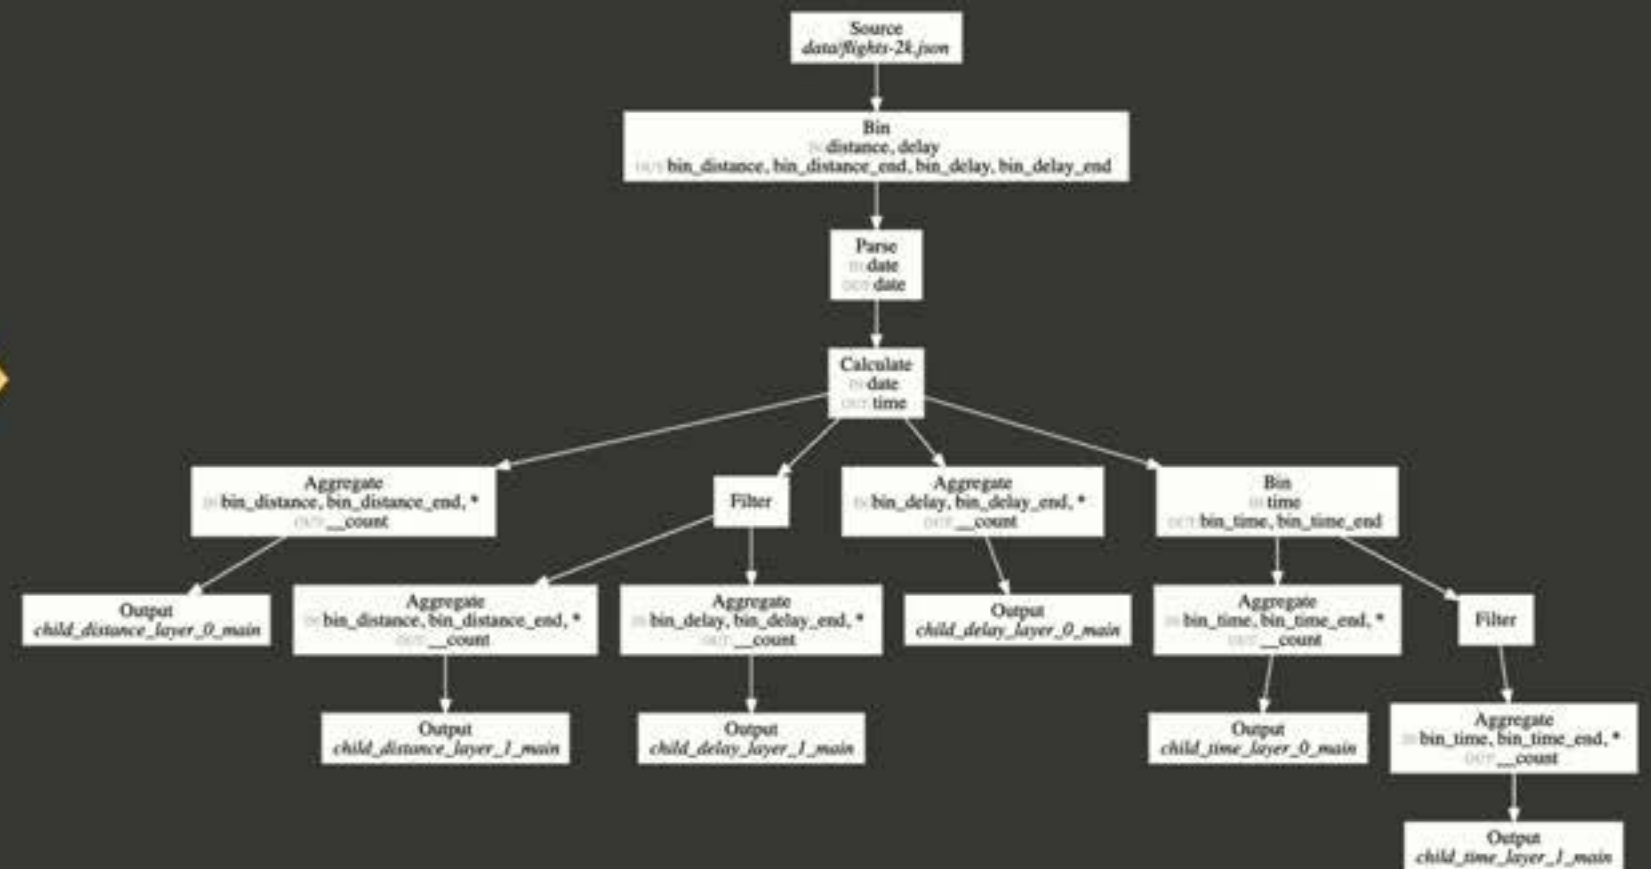 Source
data/flights-2k.json
Bin
IN distance, delay
OUT bin_distance, bin_distance_end, bin_delay, bin_delay_end
Parse
IN date
OUT date
Calculate
IN date
OUT time
Aggregate
IN bin_distance, bin_distance_end, *
OUT __count
Filter
Aggregate
IN bin_delay, bin_delay_end, *
OUT __count
Bin
IN time
OUT bin_time, bin_time_end
Output
child_distance_layer_0_main
Aggregate
IN bin_distance, bin_distance_end, *
OUT __count
Aggregate
IN bin_delay, bin_delay_end, *
OUT __count
Output
child_delay_layer_0_main
Aggregate
IN bin_time, bin_time_end, *
OUT __count
Filter
Output
child_distance_layer_1_main
Output
child_delay_layer_1_main
Output
child_time_layer_0_main
Aggregate
IN bin_time, bin_time_end, *
OUT __count
Output
child_time_layer_1_main